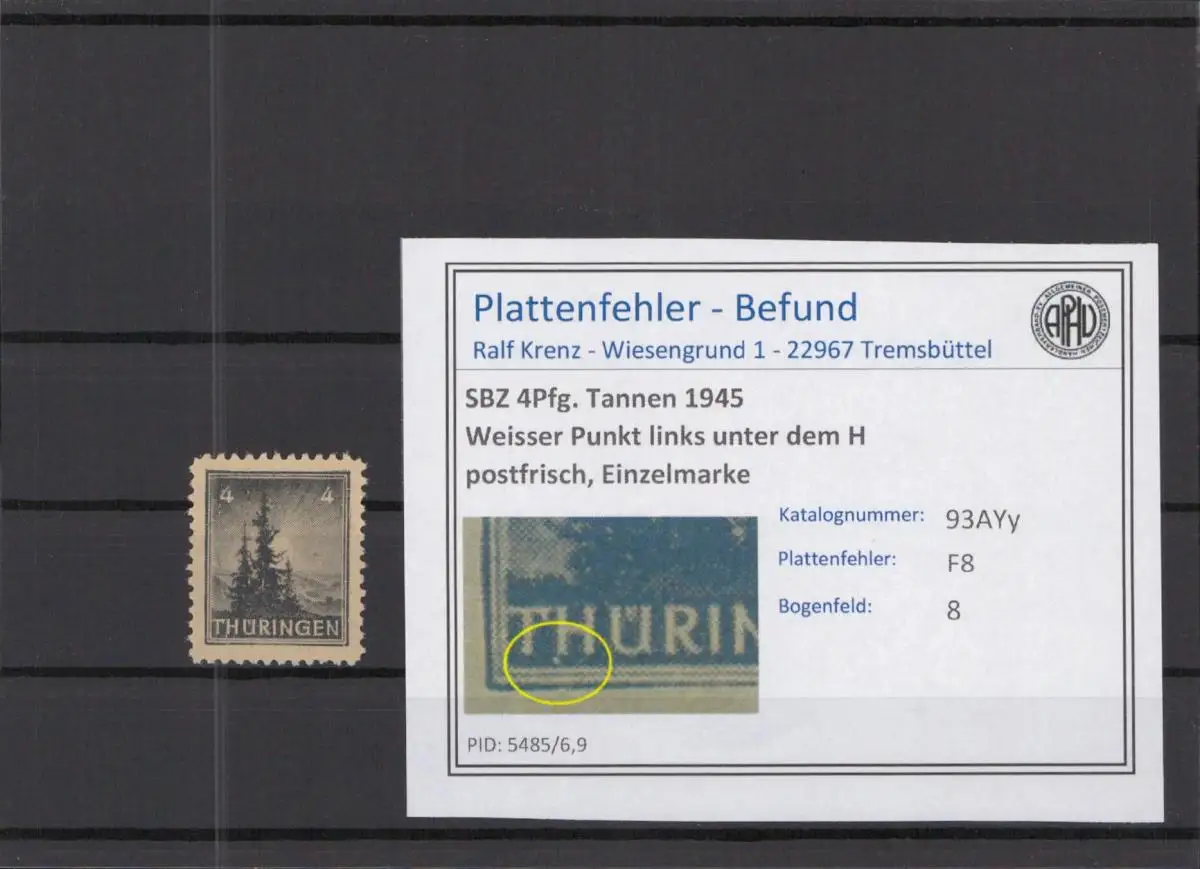 4 4
THÜRINGEN
Plattenfehler - Befund
Ralf Krenz - Wiesengrund 1 - 22967 Tremsbüttel
APHV
SBZ 4Pfg. Tannen 1945
Weisser Punkt links unter dem H
postfrisch, Einzelmarke
Katalognummer: 93AYy
Plattenfehler: F8
Bogenfeld: 8
THÜRIN
PID: 5485/6,9